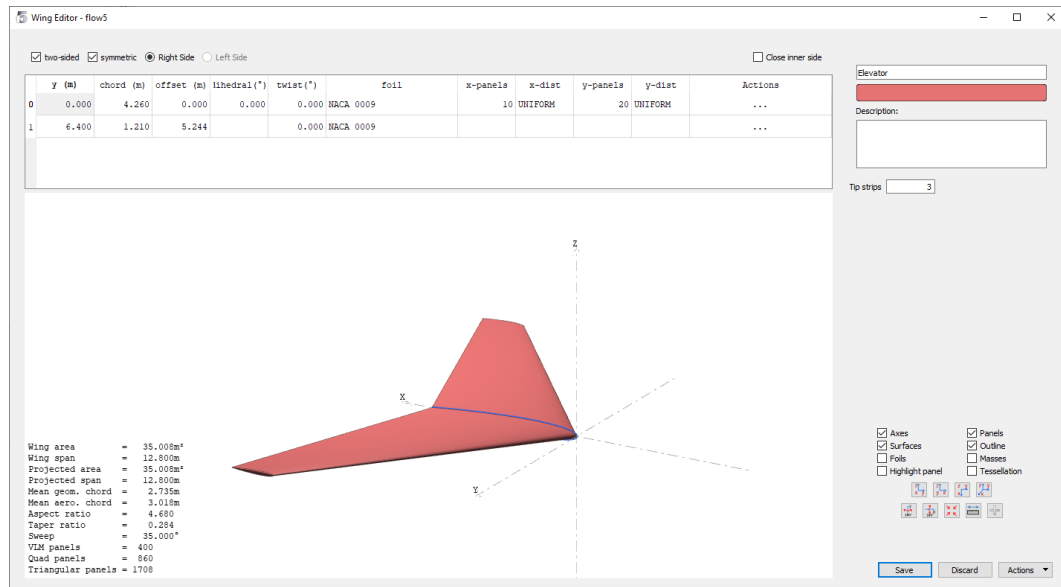 Wing Editor - flow5
two-sided symmetric Right Side Left Side Close inner side
y (m) chord (m) offset (m) lihedral(°) twist(°) foil x-panels x-dist y-panels y-dist Actions
0 0.000 4.260 0.000 0.000 0.000 NACA 0009 10 UNIFORM 20 UNIFORM ...
1 6.400 1.210 5.244 0.000 NACA 0009 ...
Elevator
Description:
Tip strips 3
Z
X
Y
Wing area = 35.008m²
Wing span = 12.800m
Projected area = 35.008m²
Projected span = 12.800m
Mean geom. chord = 2.735m
Mean aero. chord = 3.018m
Aspect ratio = 4.680
Taper ratio = 0.284
Sweep = 35.000°
VLM panels = 400
Quad panels = 860
Triangular panels = 1708
Axes Panels
Surfaces Outline
Foils Masses
Highlight panel Tessellation
Save Discard Actions